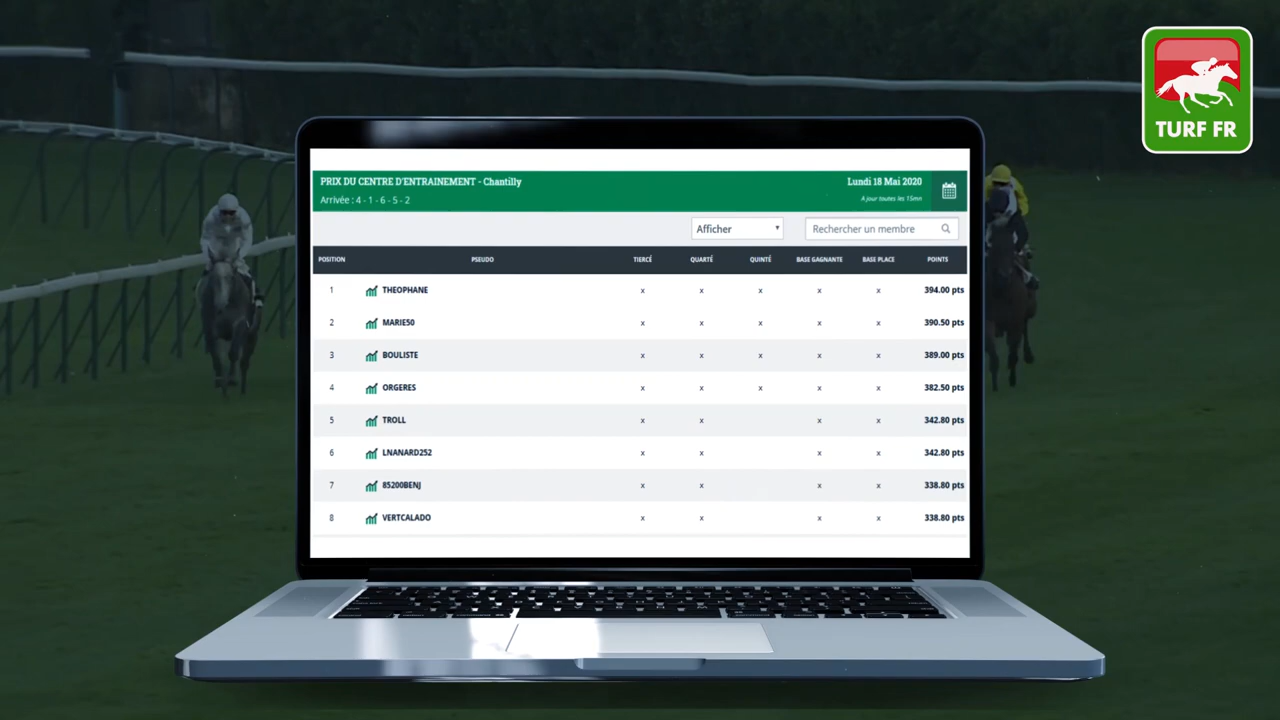 TURF FR
PRIX DU CENTRE D'ENTRAINEMENT - Chantilly
Lundi 18 Mai 2020
Arrivée : 4 - 1 - 6 - 5 - 2
A jour toutes les 15mn
Afficher
Rechercher un membre
POSITION PSEUDO TIERCÉ QUARTÉ QUINTÉ BASE GAGNANTE BASE PLACE POINTS
1 THEOPHANE x x x x x 394.00 pts
2 MARIE50 x x x x x 390.50 pts
3 BOULISTE x x x x x 389.00 pts
4 ORGERES x x x x x 382.50 pts
5 TROLL x x x x 342.80 pts
6 LNANARD252 x x x x 342.80 pts
7 85200BENJ x x x x 338.80 pts
8 VERTCALADO x x x x 338.80 pts